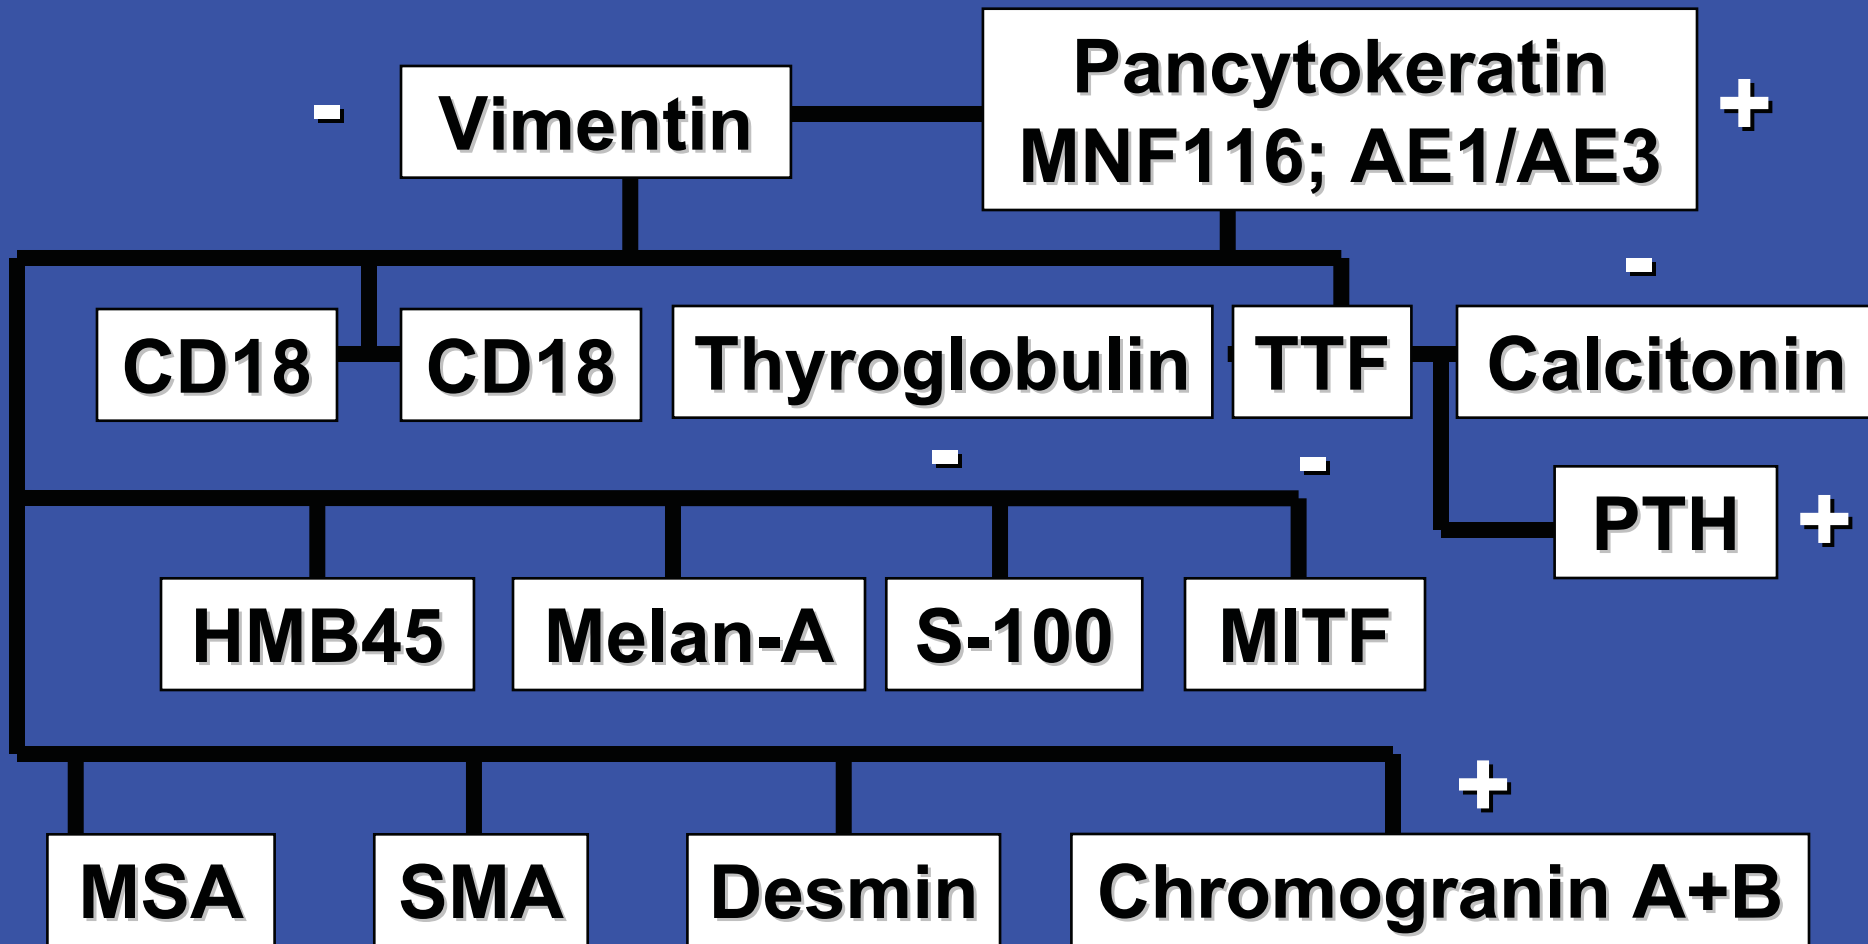 -
Vimentin
Pancytokeratin
MNF116; AE1/AE3
+
-
CD18
CD18
Thyroglobulin
TTF
Calcitonin
-
-
PTH
+
HMB45
Melan-A
S-100
MITF
+
MSA
SMA
Desmin
Chromogranin A+B